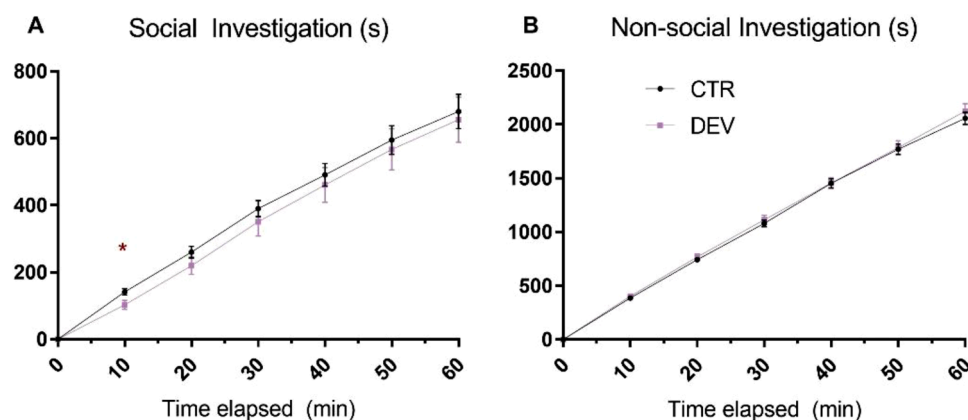 A Social Investigation (s)
800
600
400
200
0
*
0 10 20 30 40 50 60
Time elapsed (min)
B Non-social Investigation (s)
2500
2000
1500
1000
500
0
CTR
DEV
0 10 20 30 40 50 60
Time elapsed (min)